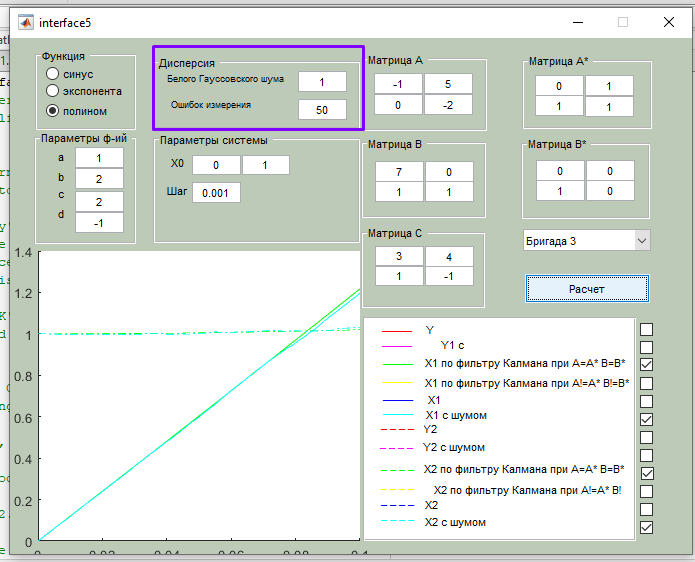 interface5
Функция
синус
экспонента
полином
Дисперсия
Белого Гауссовского шума 1
Ошибок измерения 50
Матрица A
-1 5
0 -2
Матрица A*
0 1
1 1
Параметры ф-ий
a 1
b 2
c 2
d -1
Параметры системы
X0 0 1
Шаг 0.001
Матрица B
7 0
1 1
Матрица B*
0 0
1 0
Матрица C
3 4
1 -1
Бригада 3
Расчет
1.4
1.2
1
0.8
0.6
0.4
0.2
0
0 0.02 0.04 0.06 0.08 0.1
Y
Y1 с
X1 по фильтру Калмана при A=A* B=B*
X1 по фильтру Калмана при A!=A* B!=B*
X1
X1 с шумом
Y2
Y2 с шумом
X2 по фильтру Калмана при A=A* B=B*
X2 по фильтру Калмана при A!=A* B!
X2
X2 с шумом